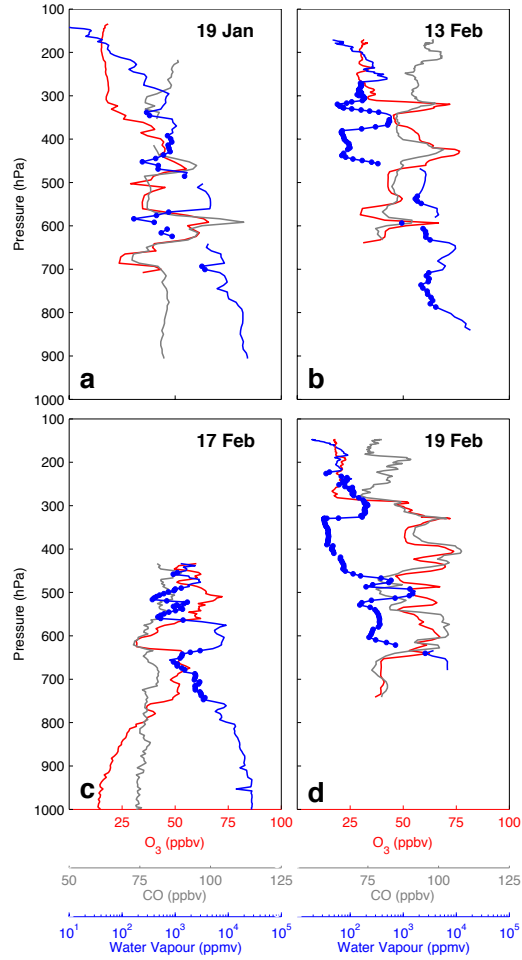 19 Jan
13 Feb
100
200
300
400
500
600
700
800
900
1000
Pressure (hPa)
a
b
17 Feb
19 Feb
100
200
300
400
500
600
700
800
900
1000
Pressure (hPa)
c
d
25 50 75 100
25 50 75 100
O3 (ppbv)
O3 (ppbv)
50 75 100 125
75 100 125
CO (ppbv)
CO (ppbv)
10^1 10^2 10^3 10^4 10^5
10^2 10^3 10^4 10^5
Water Vapour (ppmv)
Water Vapour (ppmv)